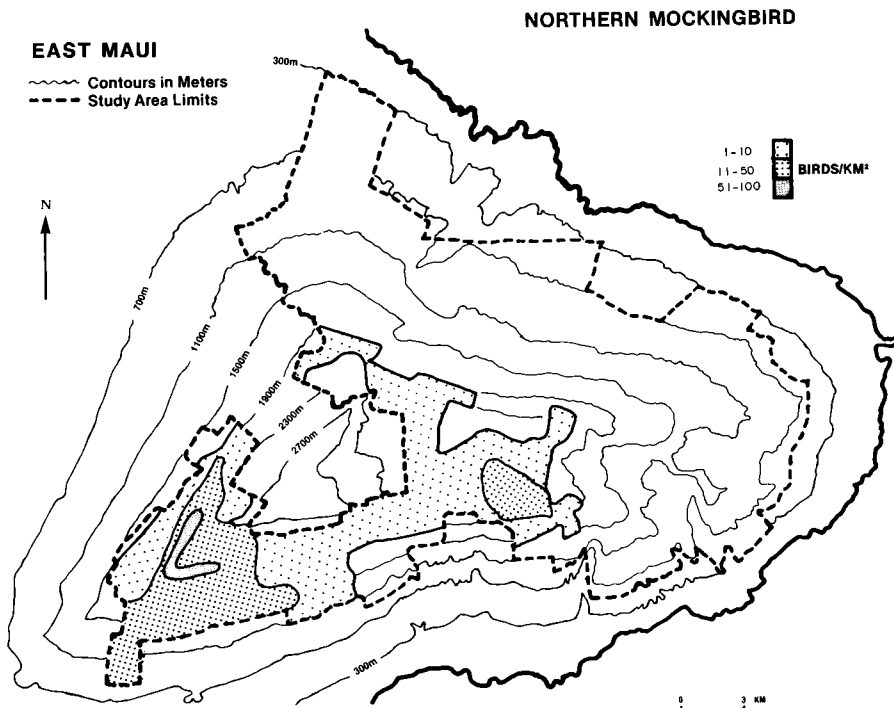 NORTHERN MOCKINGBIRD
EAST MAUI
Contours in Meters
Study Area Limits
300m
1-10
11-50
51-100
BIRDS/KM²
N
700m
1100m
1500m
1900m
2300m
2700m
300m
0 3 KM